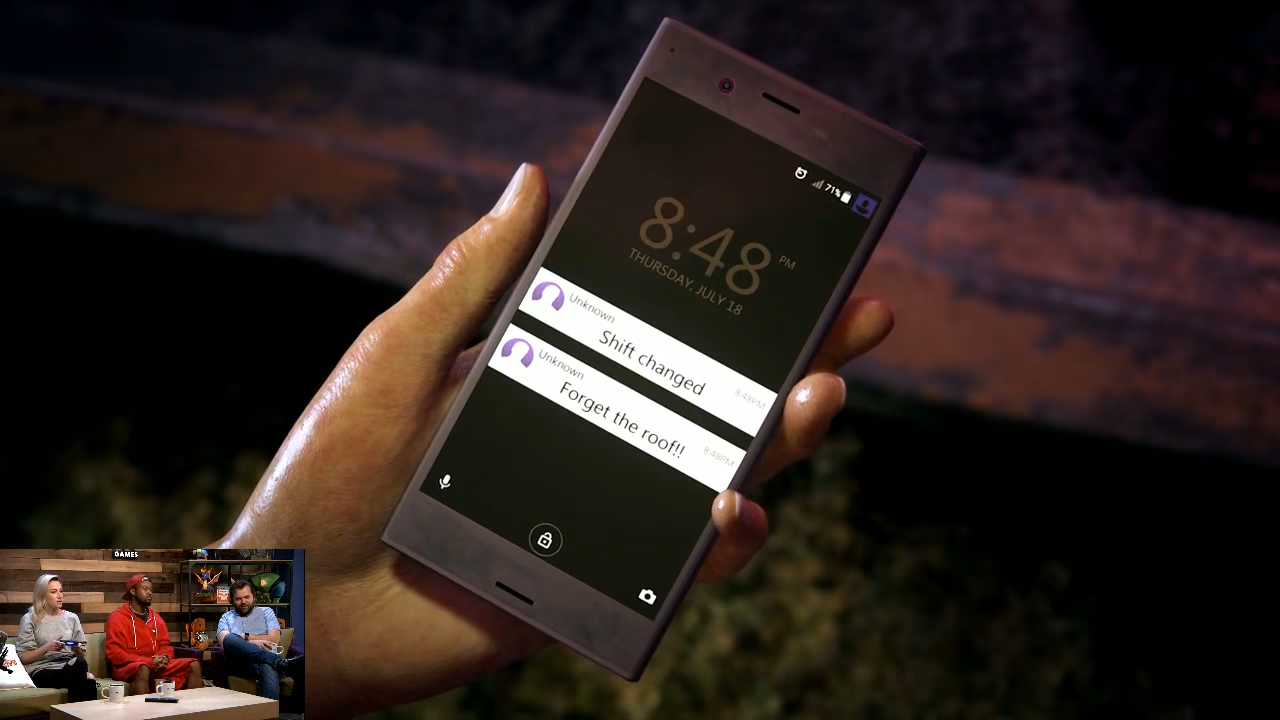 71%
8:48 PM
THURSDAY, JULY 18
Unknown
Shift changed
8:48PM
Unknown
Forget the roof!!
8:48PM
GAMES